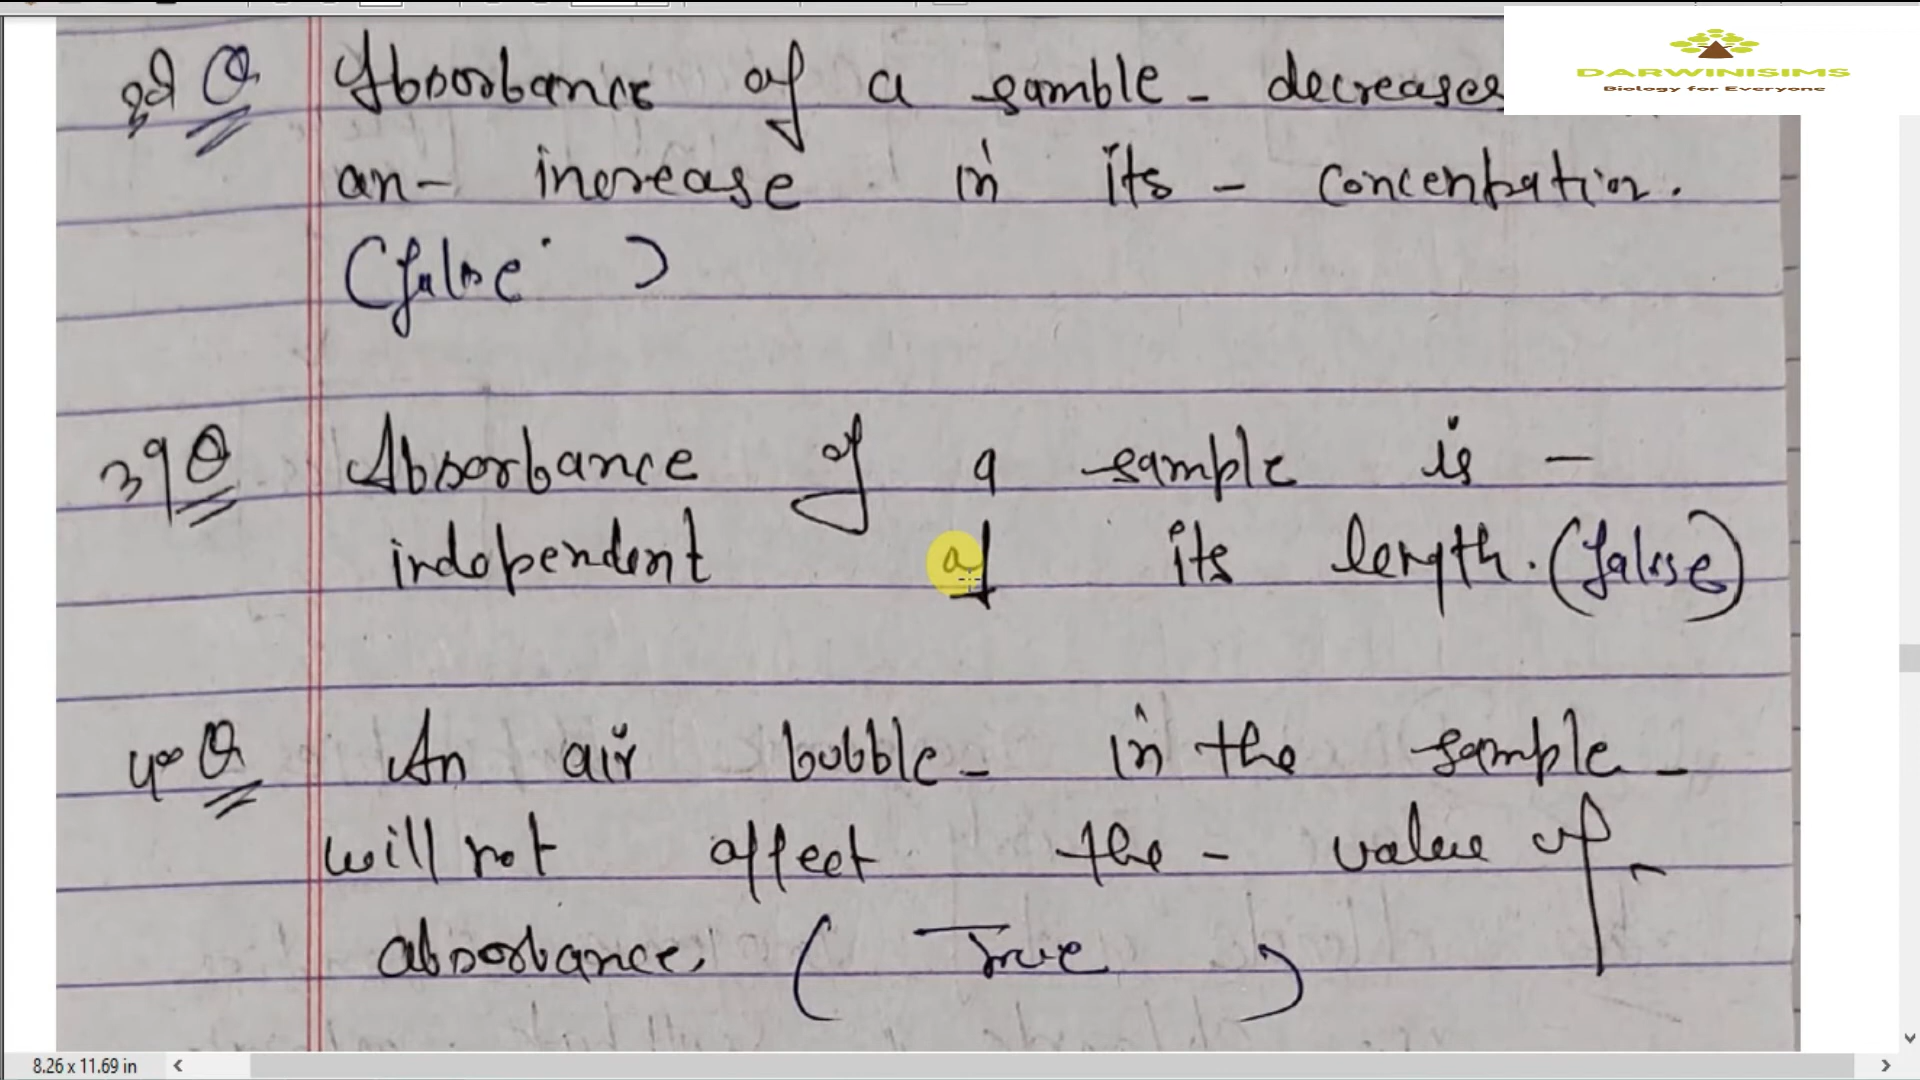 Q Absorbance of a samble - decreases
an - increase in its - concentration.
(false)
39 Q Absorbance of a sample is -
independent of its length. (false)
40 Q An air bubble - in the sample -
will not affect the - value of -
absorbance. (True)
DARWINISIMS
Biology for Everyone
8.26 x 11.69 in